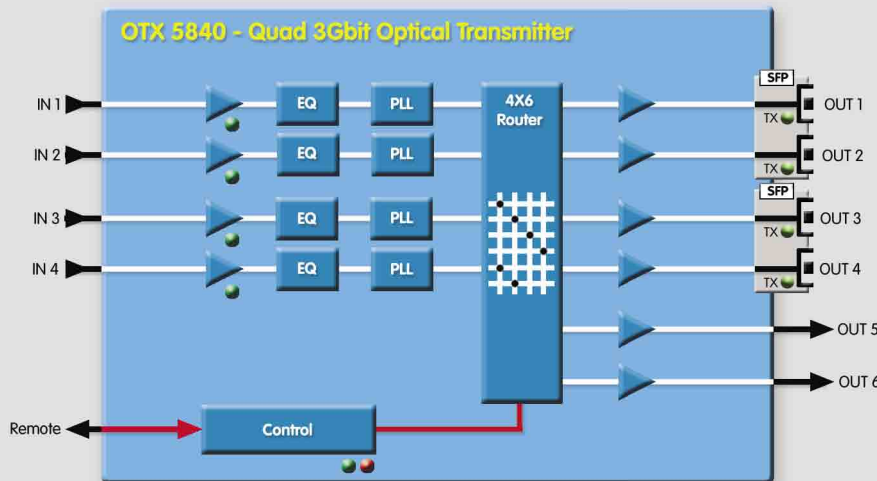 OTX 5840 - Quad 3Gbit Optical Transmitter
SFP
IN 1
EQ
PLL
4X6
Router
TX
OUT 1
IN 2
EQ
PLL
TX
OUT 2
SFP
IN 3
EQ
PLL
TX
OUT 3
IN 4
EQ
PLL
TX
OUT 4
OUT 5
OUT 6
Remote
Control